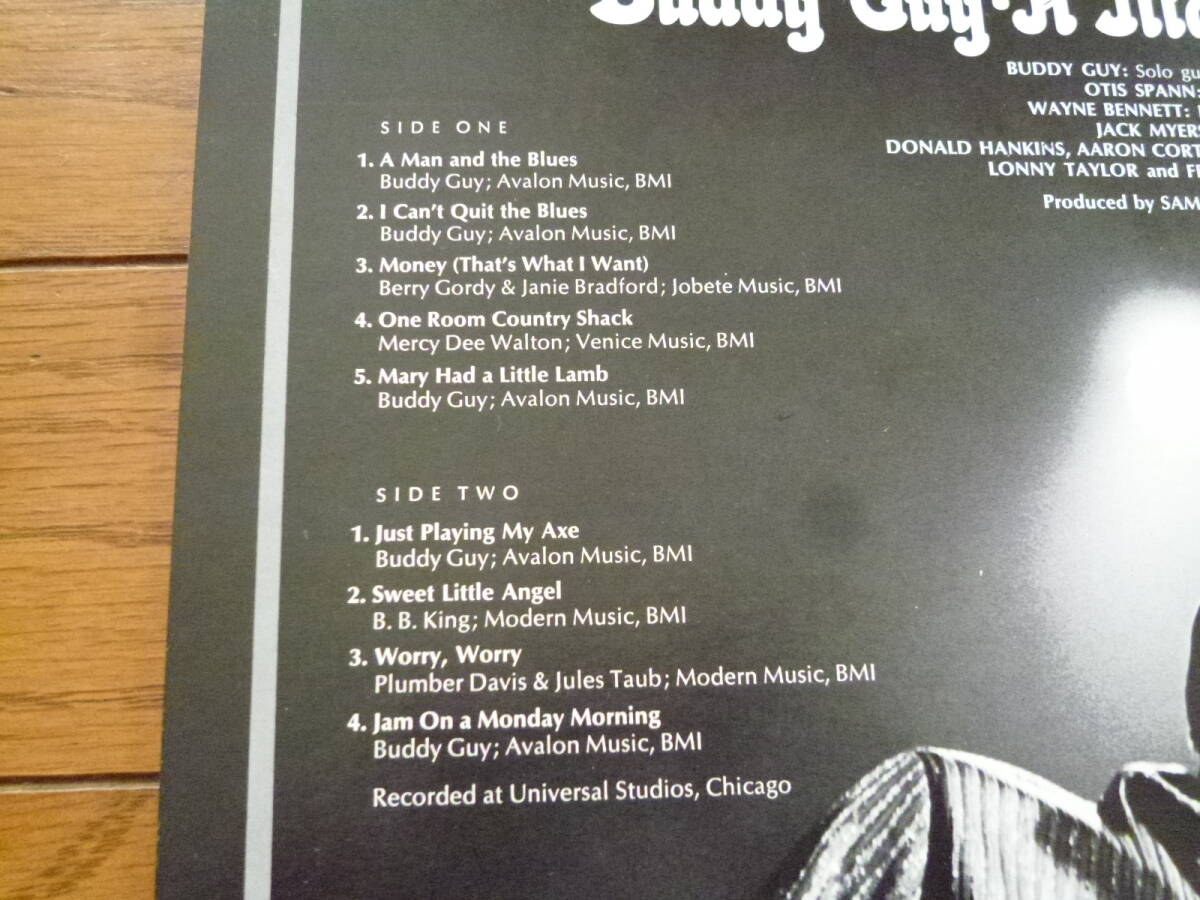 Buddy Guy · A
BUDDY GUY: Solo
OTIS SPANN:
WAYNE BENNETT:
JACK MYERS
DONALD HANKINS, AARON
LONNY TAYLOR and
Produced by SAM
SIDE ONE
1. A Man and the Blues
Buddy Guy; Avalon Music, BMI
2. I Can't Quit the Blues
Buddy Guy; Avalon Music, BMI
3. Money (That's What I Want)
Berry Gordy & Janie Bradford; Jobete Music, BMI
4. One Room Country Shack
Mercy Dee Walton; Venice Music, BMI
5. Mary Had a Little Lamb
Buddy Guy; Avalon Music, BMI
SIDE TWO
1. Just Playing My Axe
Buddy Guy; Avalon Music, BMI
2. Sweet Little Angel
B. B. King; Modern Music, BMI
3. Worry, Worry
Plumber Davis & Jules Taub; Modern Music, BMI
4. Jam On a Monday Morning
Buddy Guy; Avalon Music, BMI
Recorded at Universal Studios, Chicago